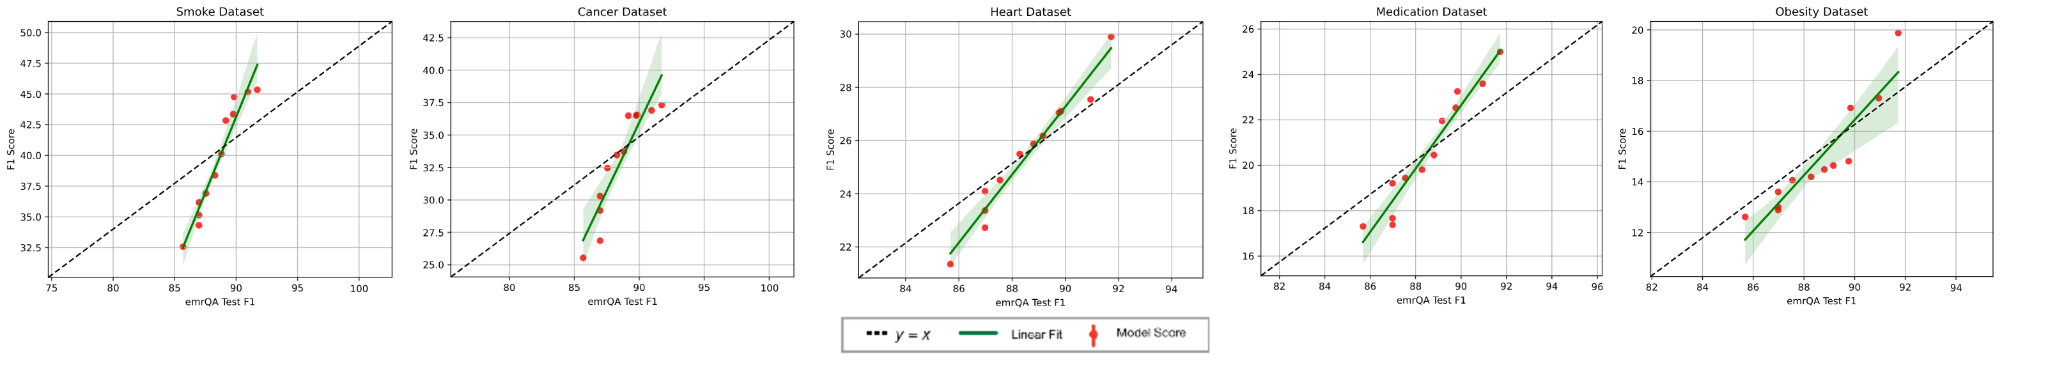 Smoke Dataset
F1 Score
50.0
47.5
45.0
42.5
40.0
37.5
35.0
32.5
75 80 85 90 95 100
emrQA Test F1
Cancer Dataset
F1 Score
42.5
40.0
37.5
35.0
32.5
30.0
27.5
25.0
80 85 90 95 100
emrQA Test F1
Heart Dataset
F1 Score
30
28
26
24
22
84 86 88 90 92 94
emrQA Test F1
Medication Dataset
F1 Score
26
24
22
20
18
16
82 84 86 88 90 92 94 96
emrQA Test F1
Obesity Dataset
F1 Score
20
18
16
14
12
82 84 86 88 90 92 94
emrQA Test F1
y = x Linear Fit Model Score